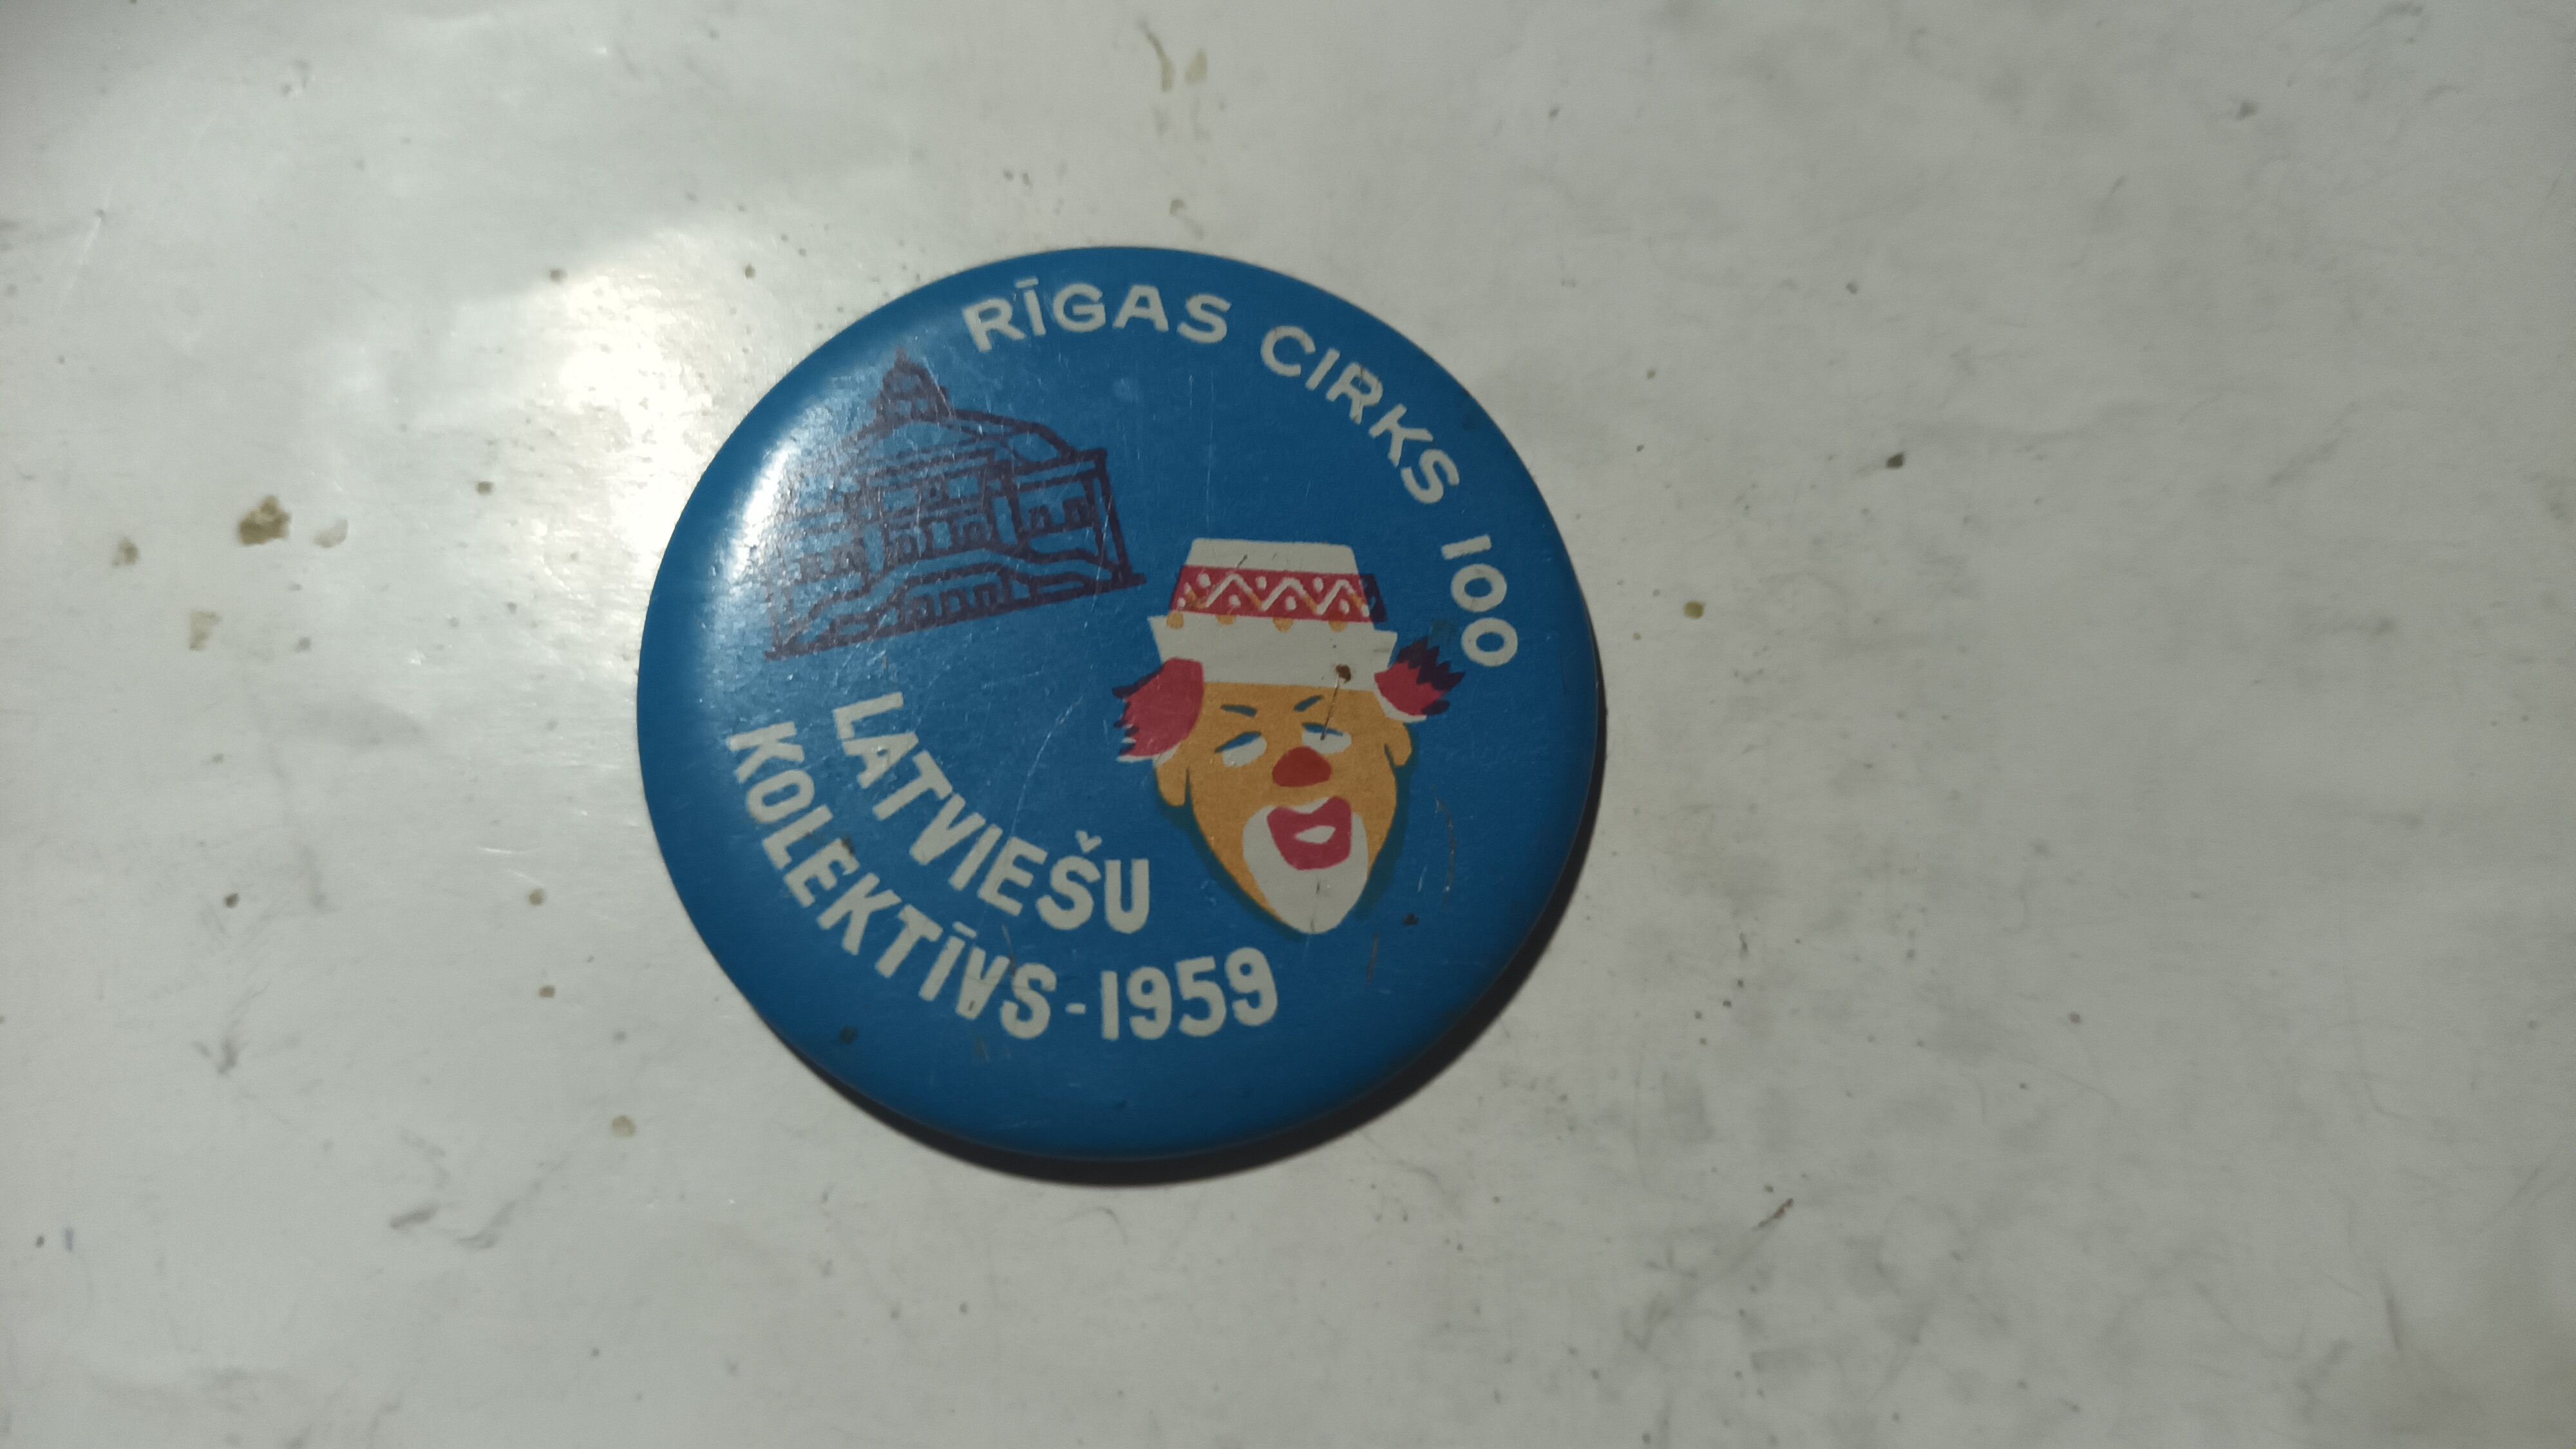 RĪGAS CIRKS 100
LATVIEŠU
KOLEKTĪVS - 1959